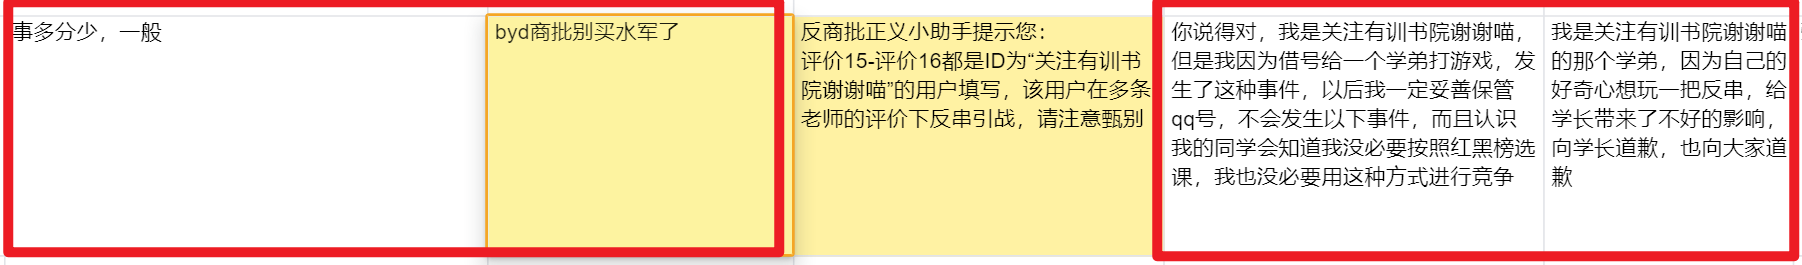 事多分少，一般
byd商批别买水军了
反商批正义小助手提示您：
评价15-评价16都是ID为“关注有训书
院谢谢喵”的用户填写，该用户在多条
老师的评价下反串引战，请注意甄别
你说得对，我是关注有训书院谢谢喵，
但是我因为借号给一个学弟打游戏，发
生了这种事件，以后我一定妥善保管
qq号，不会发生以下事件，而且认识
我的同学会知道我没必要按照红黑榜选
课，我也没必要用这种方式进行竞争
我是关注有训书院谢谢喵
的那个学弟，因为自己的
好奇心想玩一把反串，给
学长带来了不好的影响，
向学长道歉，也向大家道
歉